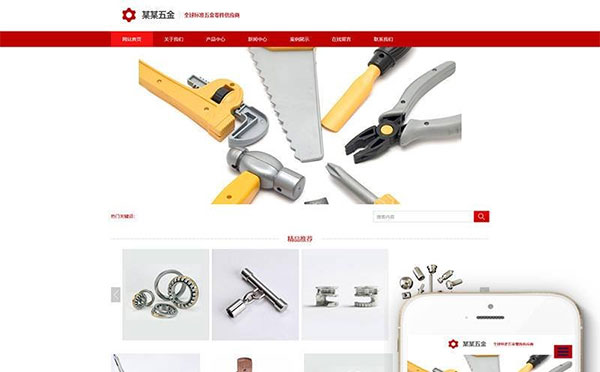 某某五金 全球标准五金零件供应商
网站首页 关于我们 产品中心 新闻中心 案例展示 在线留言 联系我们
热门关键词： 搜索内容
精品推荐
某某五金 全球标准五金零件供应商